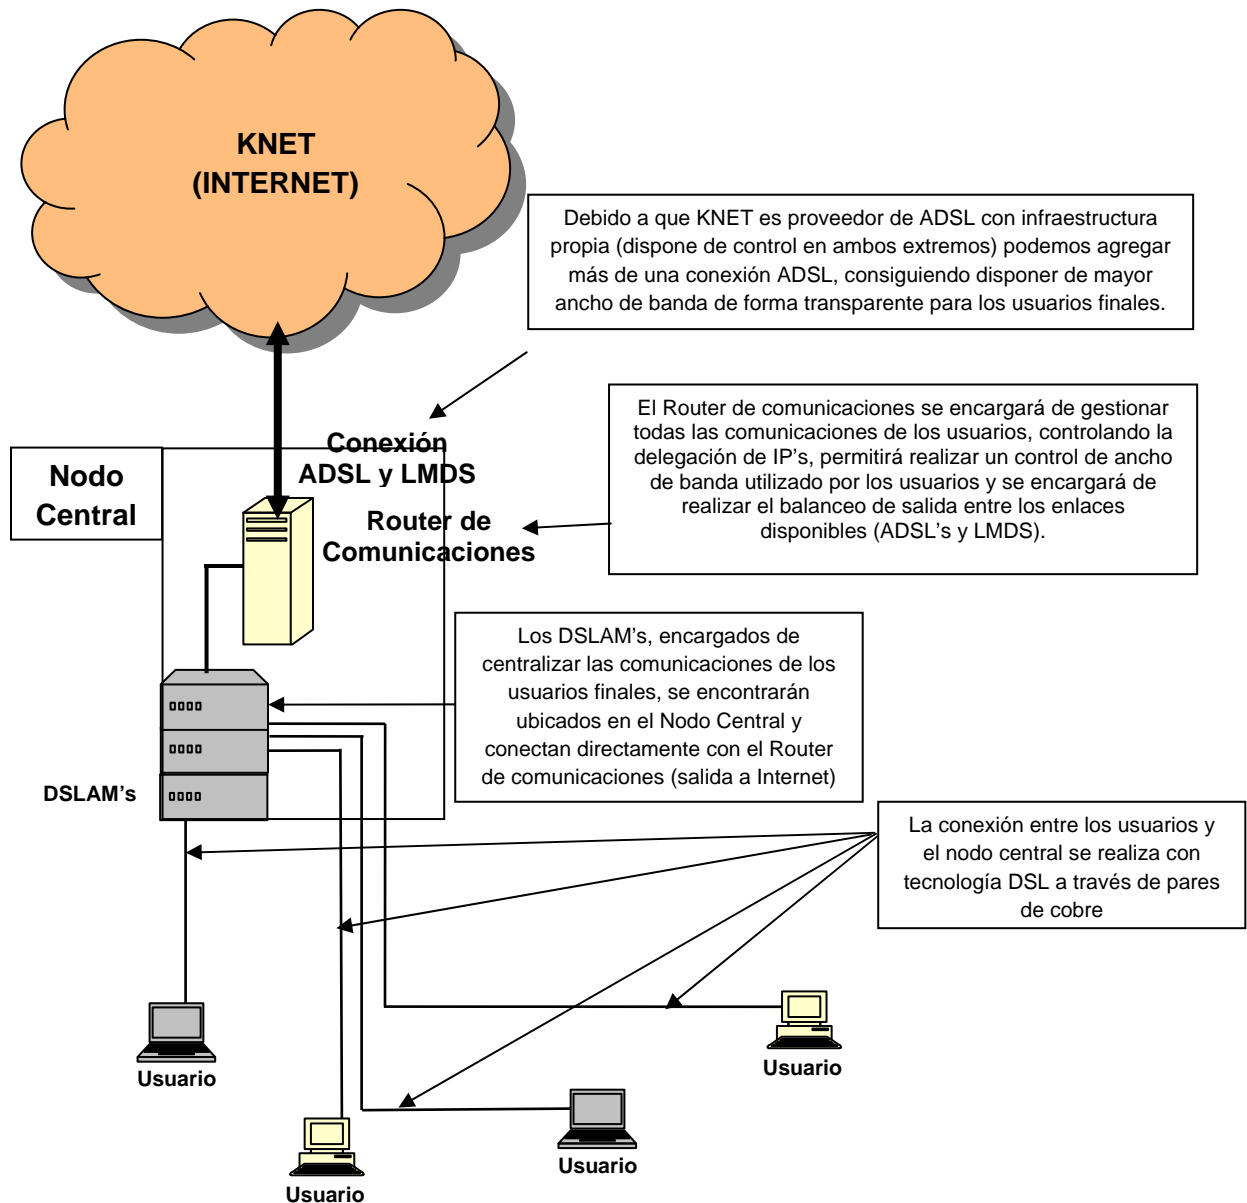 KNET
(INTERNET)
Debido a que KNET es proveedor de ADSL con infraestructura
propia (dispone de control en ambos extremos) podemos agregar
más de una conexión ADSL, consiguiendo disponer de mayor
ancho de banda de forma transparente para los usuarios finales.
El Router de comunicaciones se encargará de gestionar
todas las comunicaciones de los usuarios, controlando la
delegación de IP's, permitirá realizar un control de ancho
de banda utilizado por los usuarios y se encargará de
realizar el balanceo de salida entre los enlaces
disponibles (ADSL's y LMDS).
Conexión
ADSL y LMDS
Nodo
Central
Router de
Comunicaciones
Los DSLAM's, encargados de
centralizar las comunicaciones de los
usuarios finales, se encontrarán
ubicados en el Nodo Central y
conectan directamente con el Router
de comunicaciones (salida a Internet)
DSLAM's
La conexión entre los usuarios y
el nodo central se realiza con
tecnología DSL a través de pares
de cobre
Usuario
Usuario
Usuario
Usuario